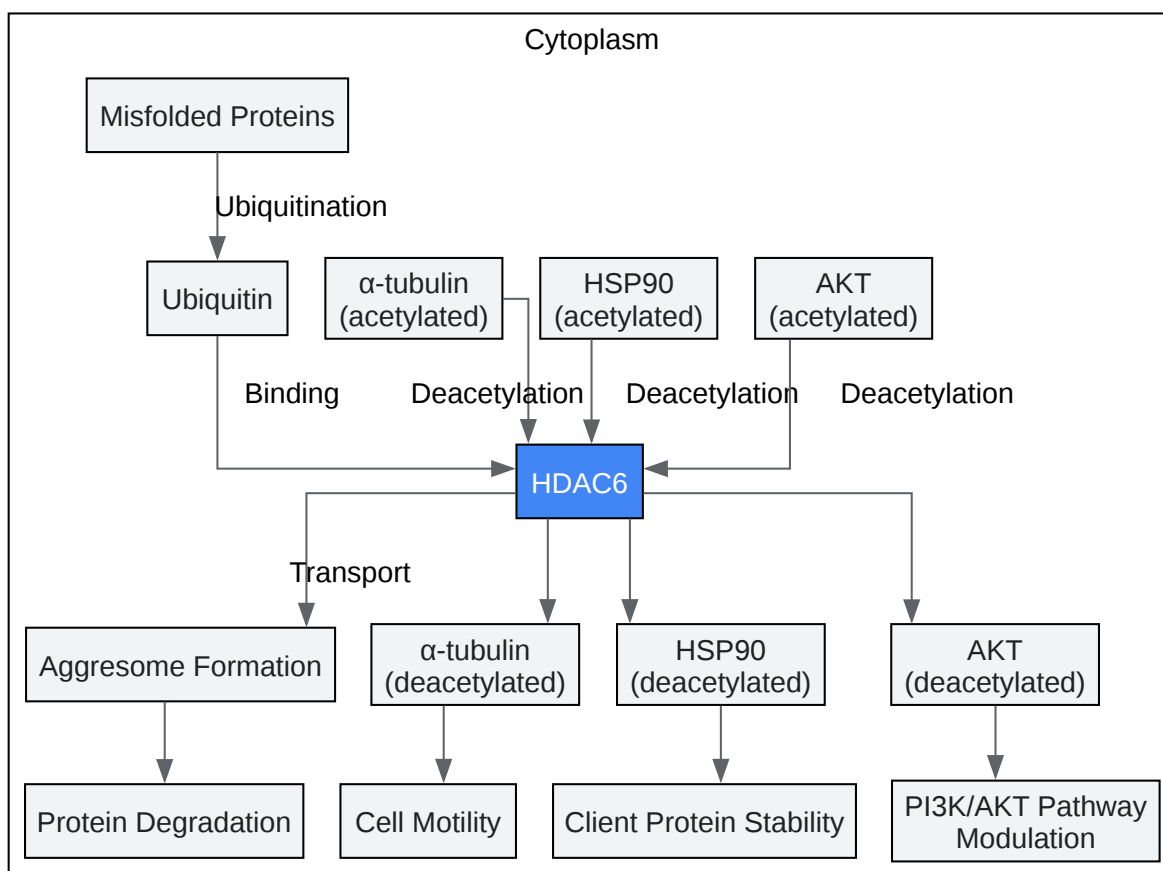 Cytoplasm
Misfolded Proteins
Ubiquitination
Ubiquitin
α-tubulin
(acetylated)
HSP90
(acetylated)
AKT
(acetylated)
Binding
Deacetylation
Deacetylation
Deacetylation
HDAC6
Transport
Aggresome Formation
α-tubulin
(deacetylated)
HSP90
(deacetylated)
AKT
(deacetylated)
Protein Degradation
Cell Motility
Client Protein Stability
PI3K/AKT Pathway
Modulation